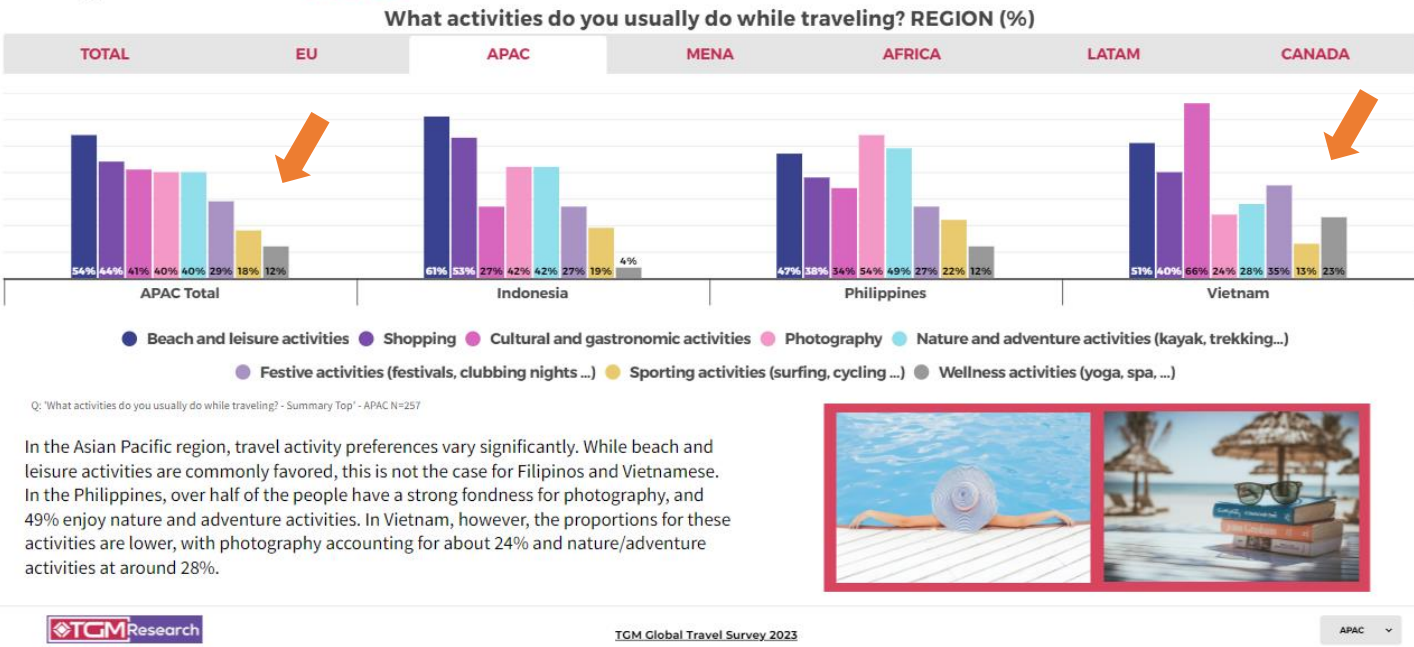 What activities do you usually do while traveling? REGION (%)
TOTAL EU APAC MENA AFRICA LATAM CANADA
54% 44% 41% 40% 40% 29% 18% 12%
61% 53% 27% 42% 42% 27% 19% 4%
47% 38% 34% 54% 49% 27% 22% 12%
51% 40% 66% 24% 28% 35% 13% 23%
APAC Total Indonesia Philippines Vietnam
Beach and leisure activities Shopping Cultural and gastronomic activities Photography Nature and adventure activities (kayak, trekking...)
Festive activities (festivals, clubbing nights ...) Sporting activities (surfing, cycling ...) Wellness activities (yoga, spa, ...)
Q: 'What activities do you usually do while traveling? - Summary Top' - APAC N=257
In the Asian Pacific region, travel activity preferences vary significantly. While beach and
leisure activities are commonly favored, this is not the case for Filipinos and Vietnamese.
In the Philippines, over half of the people have a strong fondness for photography, and
49% enjoy nature and adventure activities. In Vietnam, however, the proportions for these
activities are lower, with photography accounting for about 24% and nature/adventure
activities at around 28%.
TGM Research
TGM Global Travel Survey 2023
APAC